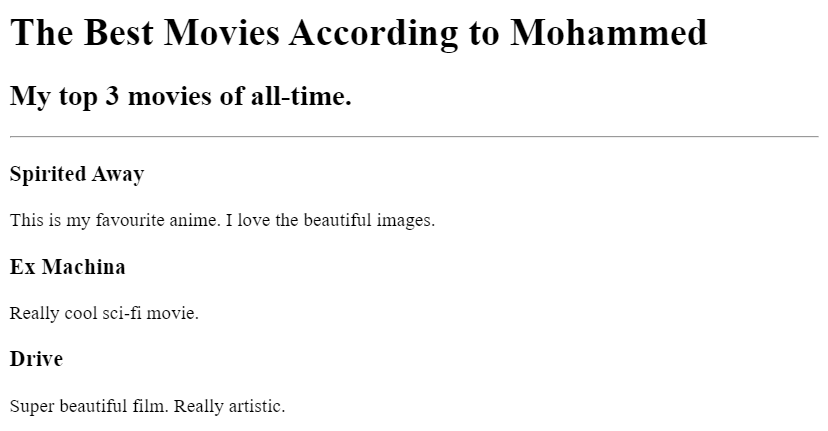 The Best Movies According to Mohammed
My top 3 movies of all-time.
Spirited Away
This is my favourite anime. I love the beautiful images.
Ex Machina
Really cool sci-fi movie.
Drive
Super beautiful film. Really artistic.